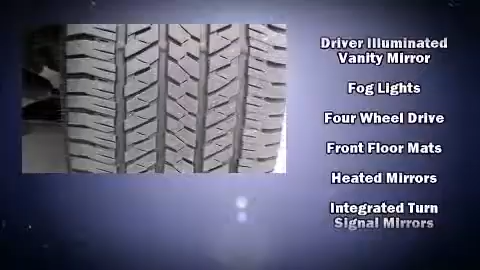 Driver Illuminated
Vanity Mirror
Fog Lights
Four Wheel Drive
Front Floor Mats
Heated Mirrors
Integrated Turn
Signal Mirrors